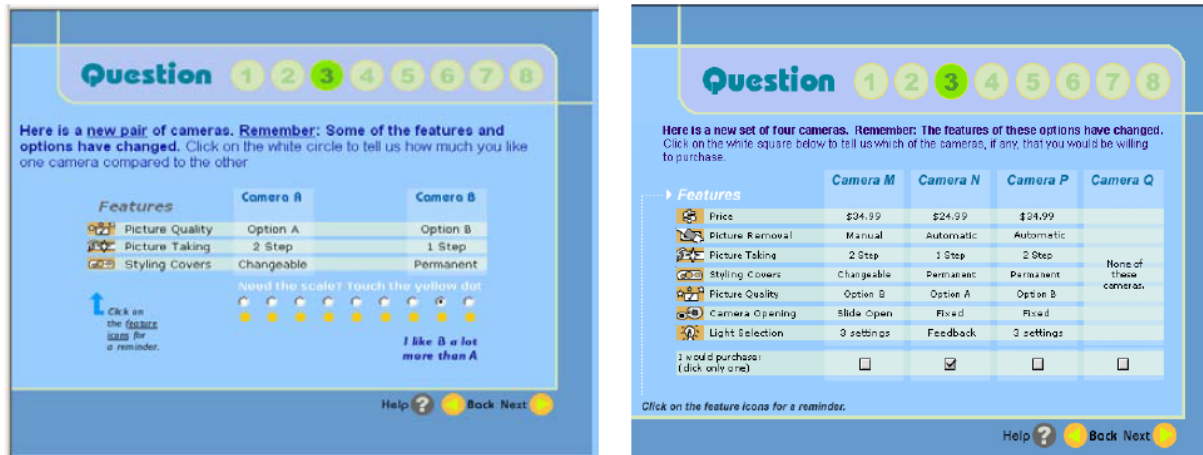 Question 1 2 3 4 5 6 7 8
Here is a new pair of cameras. Remember: Some of the features and
options have changed. Click on the white circle to tell us how much you like
one camera compared to the other
Features Camera A Camera B
Picture Quality Option A Option B
Picture Taking 2 Step 1 Step
Styling Covers Changeable Permanent
Need the scale? Touch the yellow dot
Click on
the feature
icons for
a reminder.
I like B a lot
more than A
Help ? Back Next
Question 1 2 3 4 5 6 7 8
Here is a new set of four cameras. Remember: The features of these options have changed.
Click on the white square below to tell us which of the cameras, if any, that you would be willing
to purchase.
Features Camera M Camera N Camera P Camera Q
Price $34.99 $24.99 $34.99
Picture Removal Manual Automatic Automatic
Picture Taking 2 Step 1 Step 2 Step
Styling Covers Changeable Permanent Permanent
Picture Quality Option B Option A Option B
Camera Opening Slide Open Fixed Fixed
Light Selection 3 settings Feedback 3 settings
None of
these
cameras.
I would purchase:
(click only one)
Click on the feature icons for a reminder.
Help ? Back Next